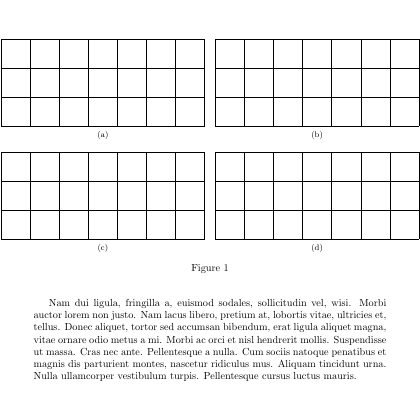 (a) (b)
(c) (d)
Figure 1
Nam dui ligula, fringilla a, euismod sodales, sollicitudin vel, wisi. Morbi
auctor lorem non justo. Nam lacus libero, pretium at, lobortis vitae, ultricies et,
tellus. Donec aliquet, tortor sed accumsan bibendum, erat ligula aliquet magna,
vitae ornare odio metus a mi. Morbi ac orci et nisl hendrerit mollis. Suspendisse
ut massa. Cras nec ante. Pellentesque a nulla. Cum sociis natoque penatibus et
magnis dis parturient montes, nascetur ridiculus mus. Aliquam tincidunt urna.
Nulla ullamcorper vestibulum turpis. Pellentesque cursus luctus mauris.